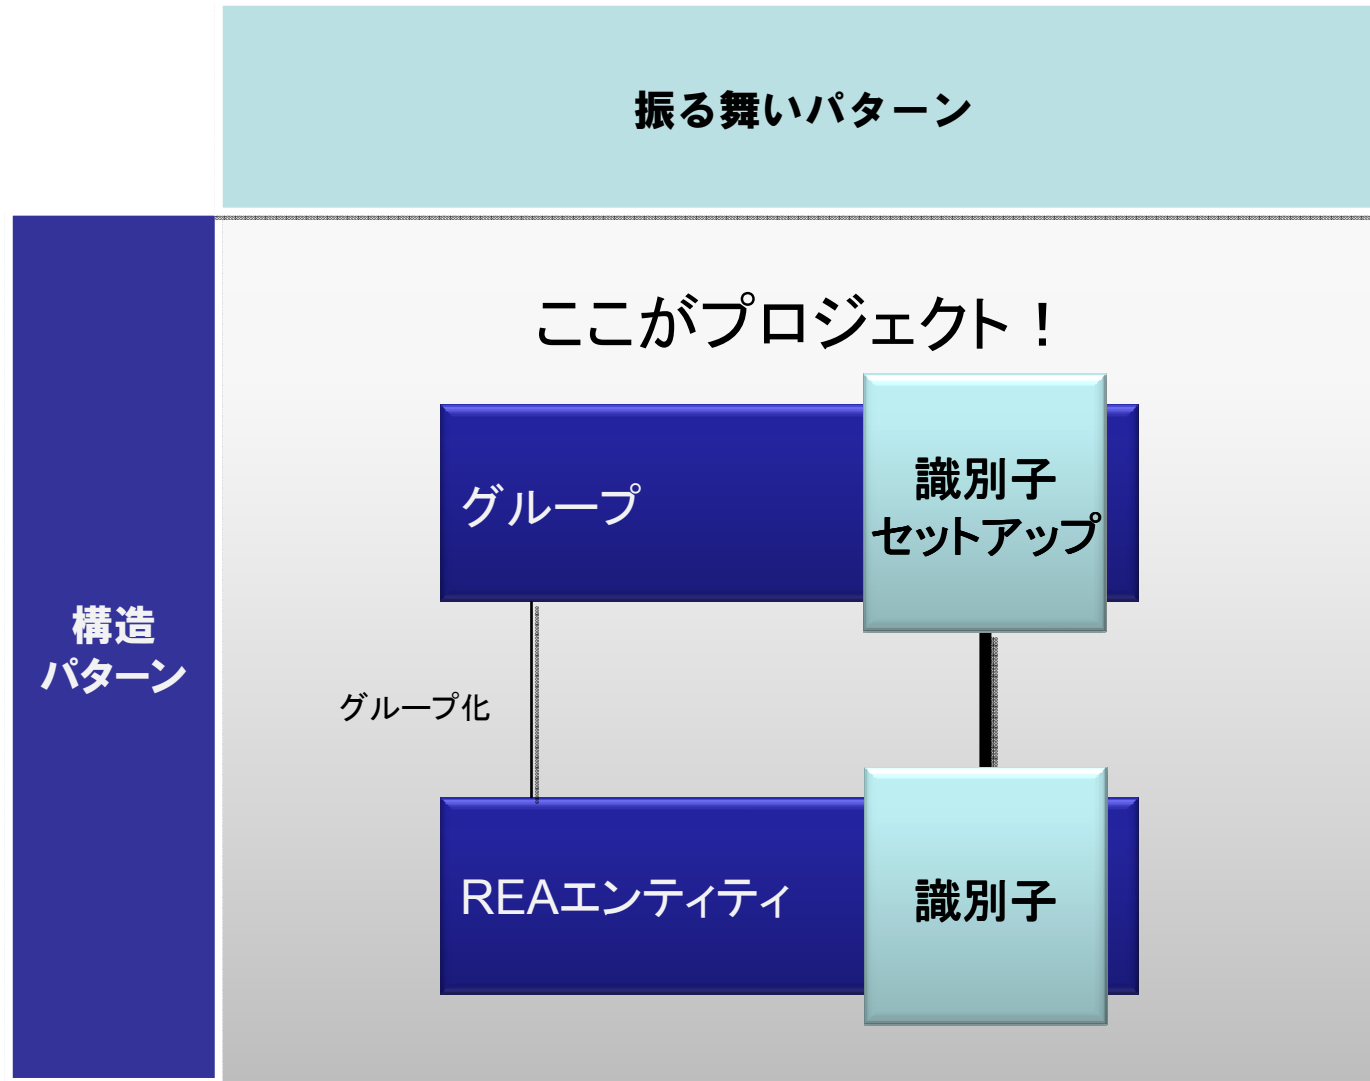 振る舞いパターン
ここがプロジェクト！
グループ
識別子
セットアップ
構造
パターン
グループ化
REAエンティティ
識別子